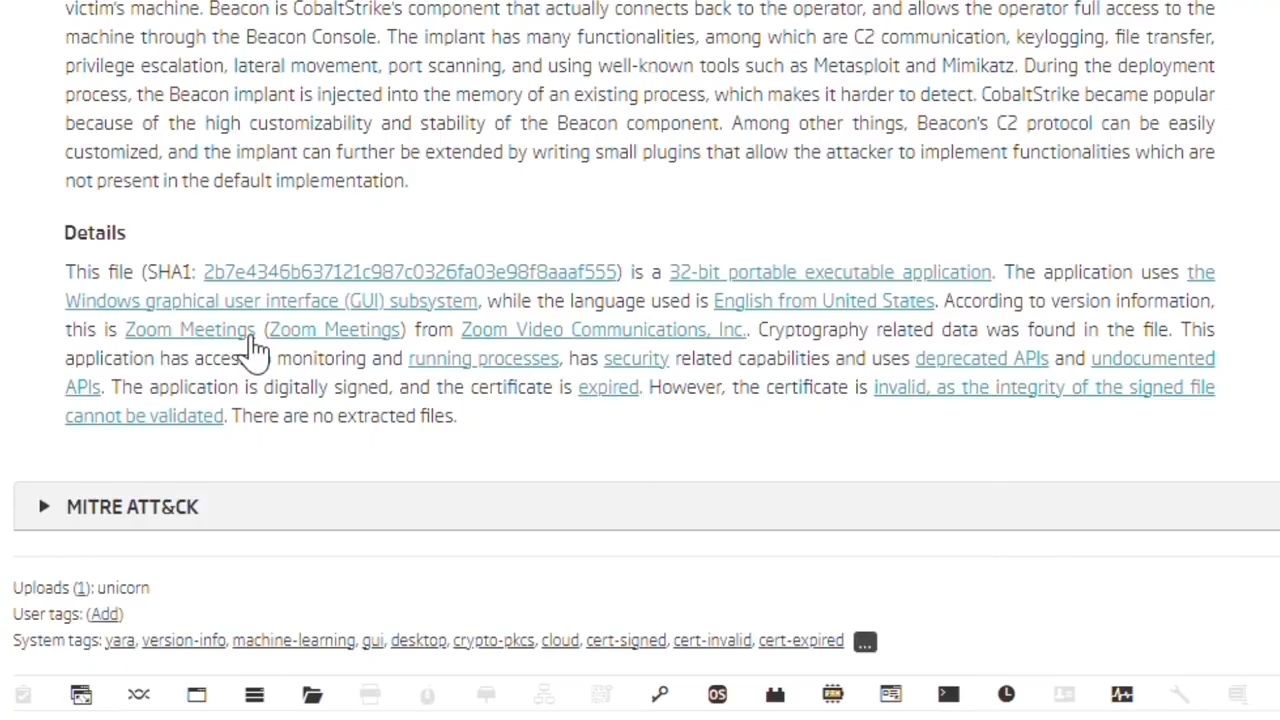 victim's machine. Beacon is CobaltStrike's component that actually connects back to the operator, and allows the operator full access to the
machine through the Beacon Console. The implant has many functionalities, among which are C2 communication, keylogging, file transfer,
privilege escalation, lateral movement, port scanning, and using well-known tools such as Metasploit and Mimikatz. During the deployment
process, the Beacon implant is injected into the memory of an existing process, which makes it harder to detect. CobaltStrike became popular
because of the high customizability and stability of the Beacon component. Among other things, Beacon's C2 protocol can be easily
customized, and the implant can further be extended by writing small plugins that allow the attacker to implement functionalities which are
not present in the default implementation.
Details
This file (SHA1: 2b7e4346b637121c987c0326fa03e98f8aaaf555) is a 32-bit portable executable application. The application uses the
Windows graphical user interface (GUI) subsystem, while the language used is English from United States. According to version information,
this is Zoom Meetings (Zoom Meetings) from Zoom Video Communications, Inc.. Cryptography related data was found in the file. This
application has monitoring and running processes, has security related capabilities and uses deprecated APIs and undocumented
APIs. The application is digitally signed, and the certificate is expired. However, the certificate is invalid, as the integrity of the signed file
cannot be validated. There are no extracted files.
MITRE ATT&CK
Uploads (1): unicorn
User tags: (Add)
System tags: yara, version-info, machine-learning, gui, desktop, crypto-pkcs, cloud, cert-signed, cert-invalid, cert-expired ...
OS